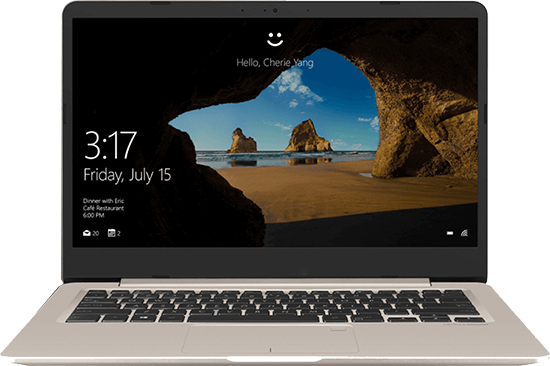 Hello, Cherie Yang
3:17
Friday, July 15
Dinner with Eric
Café Restaurant
6:00 PM
20
2